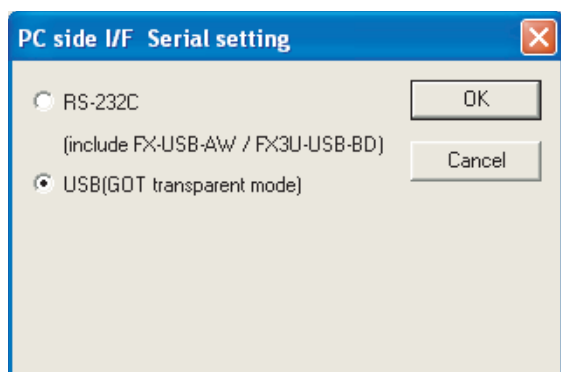 PC side I/F Serial setting
RS-232C
(include FX-USB-AW / FX3U-USB-BD)
USB(GOT transparent mode)
OK
Cancel